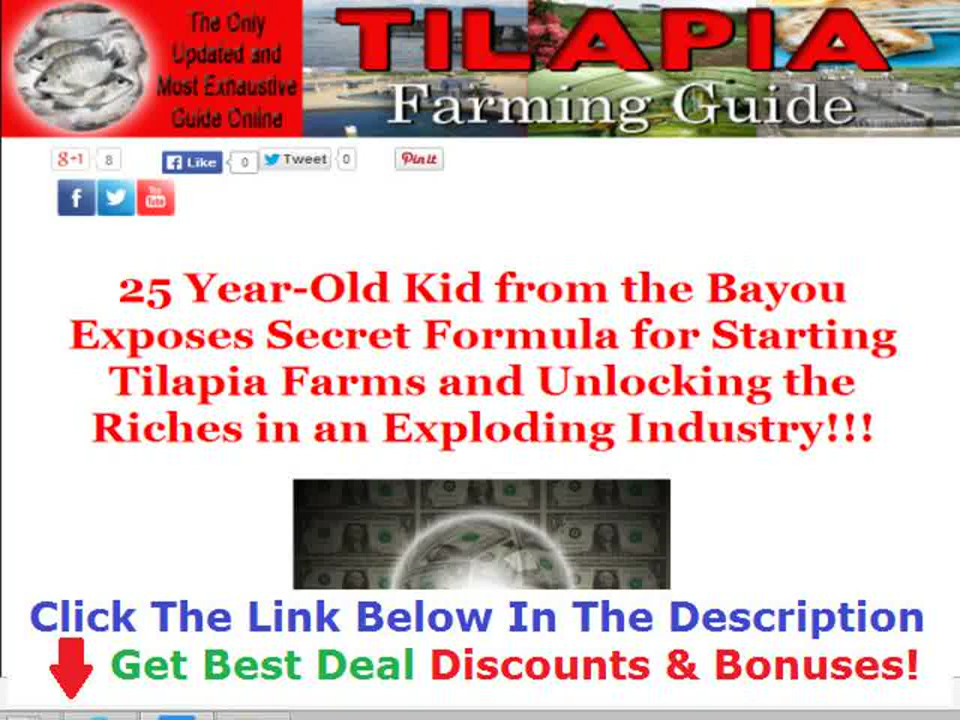 The Only
Updated and
Most Exhaustive
Guide Online
TILAPIA
Farming Guide
g+1 8
Like 0
Tweet 0
Pin it
You
Tube
25 Year-Old Kid from the Bayou
Exposes Secret Formula for Starting
Tilapia Farms and Unlocking the
Riches in an Exploding Industry!!!
Click The Link Below In The Description
Get Best Deal Discounts & Bonuses!